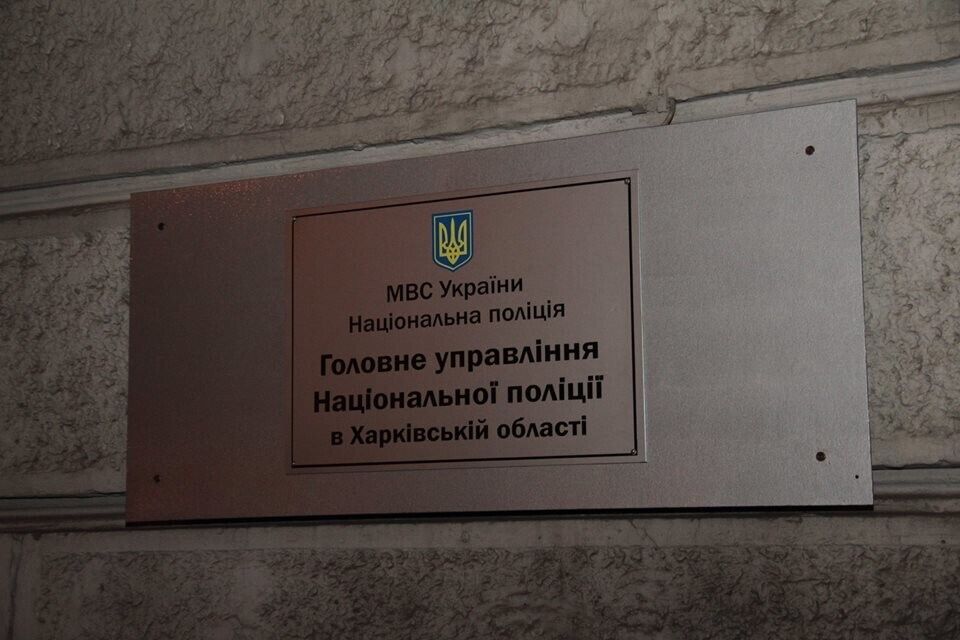 МВС України
Національна поліція
Головне управління
Національної поліції
в Харківській області